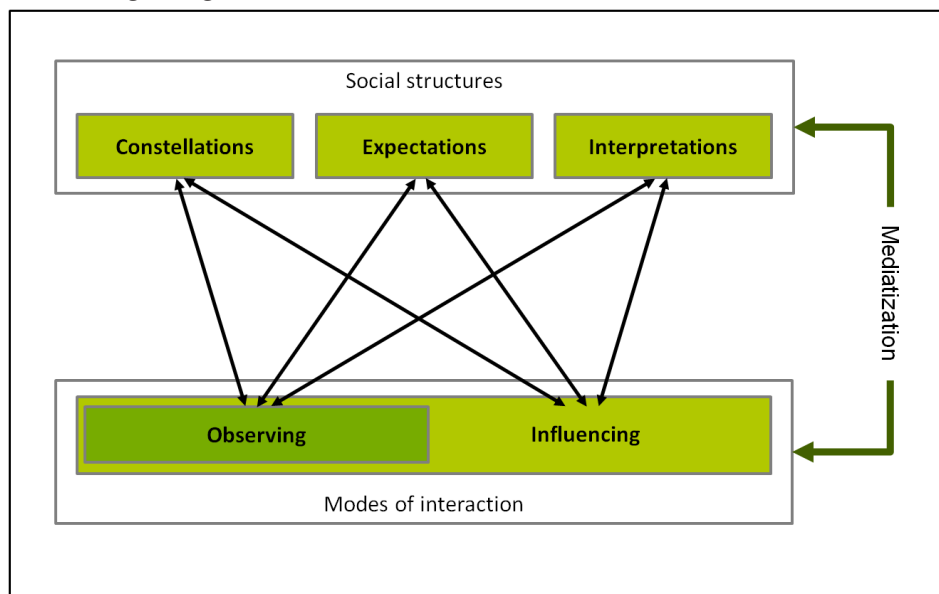 Social structures
Constellations
Expectations
Interpretations
Mediatization
Observing
Influencing
Modes of interaction